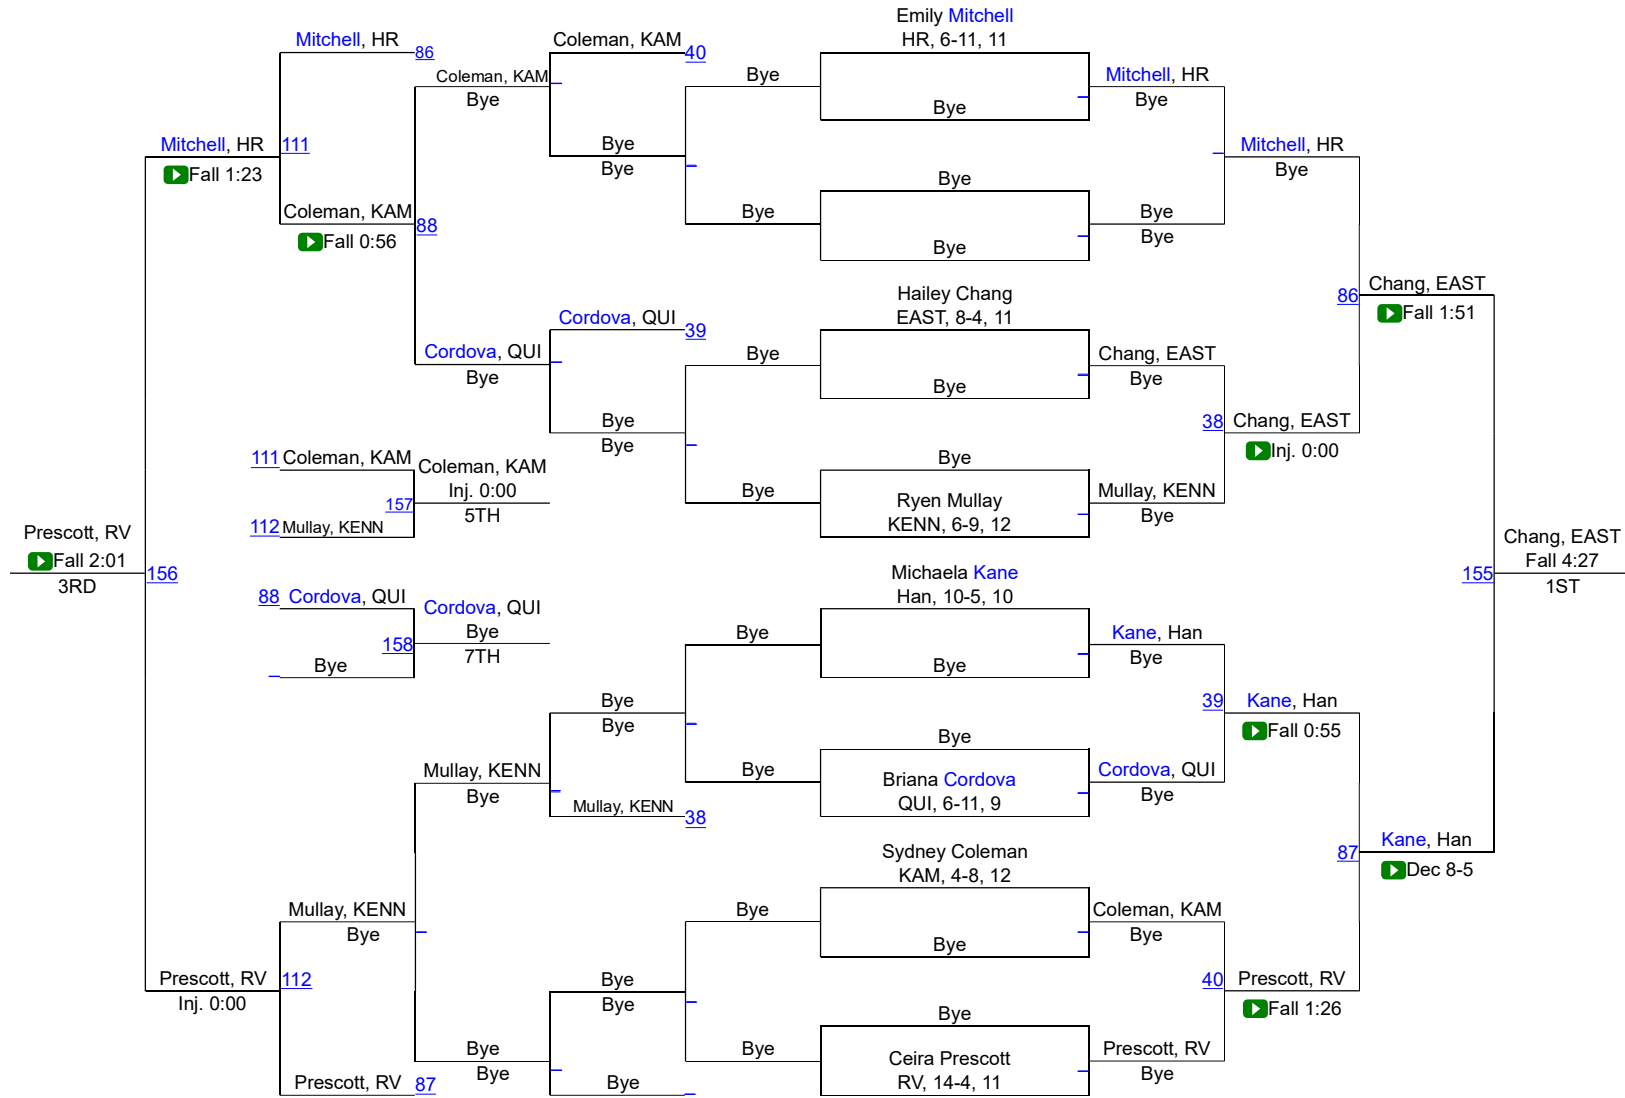 Emily Mitchell
HR, 6-11, 11
Mitchell, HR
86
Coleman, KAM
40
Coleman, KAM
Bye
Bye
Bye
Mitchell, HR
Bye
Mitchell, HR
Fall 1:23
111
Bye
Bye
Mitchell, HR
Bye
Coleman, KAM
Fall 0:56
88
Bye
Bye
Bye
Bye
Bye
Hailey Chang
EAST, 8-4, 11
86
Chang, EAST
Fall 1:51
Cordova, QUI
39
Cordova, QUI
Bye
Bye
Bye
Chang, EAST
Bye
Bye
Bye
38
Chang, EAST
Inj. 0:00
111
Coleman, KAM
Coleman, KAM
Inj. 0:00
5TH
157
112
Mullay, KENN
Bye
Bye
Ryen Mullay
KENN, 6-9, 12
Mullay, KENN
Bye
Prescott, RV
Fall 2:01
3RD
156
Chang, EAST
Fall 4:27
1ST
155
Michaela Kane
Han, 10-5, 10
88
Cordova, QUI
Cordova, QUI
Bye
7TH
158
Bye
Bye
Bye
Kane, Han
Bye
Bye
Bye
39
Kane, Han
Fall 0:55
Mullay, KENN
Bye
Mullay, KENN
38
Bye
Bye
Briana Cordova
QUI, 6-11, 9
Cordova, QUI
Bye
87
Kane, Han
Dec 8-5
Sydney Coleman
KAM, 4-8, 12
Mullay, KENN
Bye
Bye
Bye
Coleman, KAM
Bye
Prescott, RV
Inj. 0:00
112
Bye
Bye
40
Prescott, RV
Fall 1:26
Bye
Bye
Bye
Bye
Ceira Prescott
RV, 14-4, 11
Prescott, RV
Bye
Prescott, RV
87
Bye